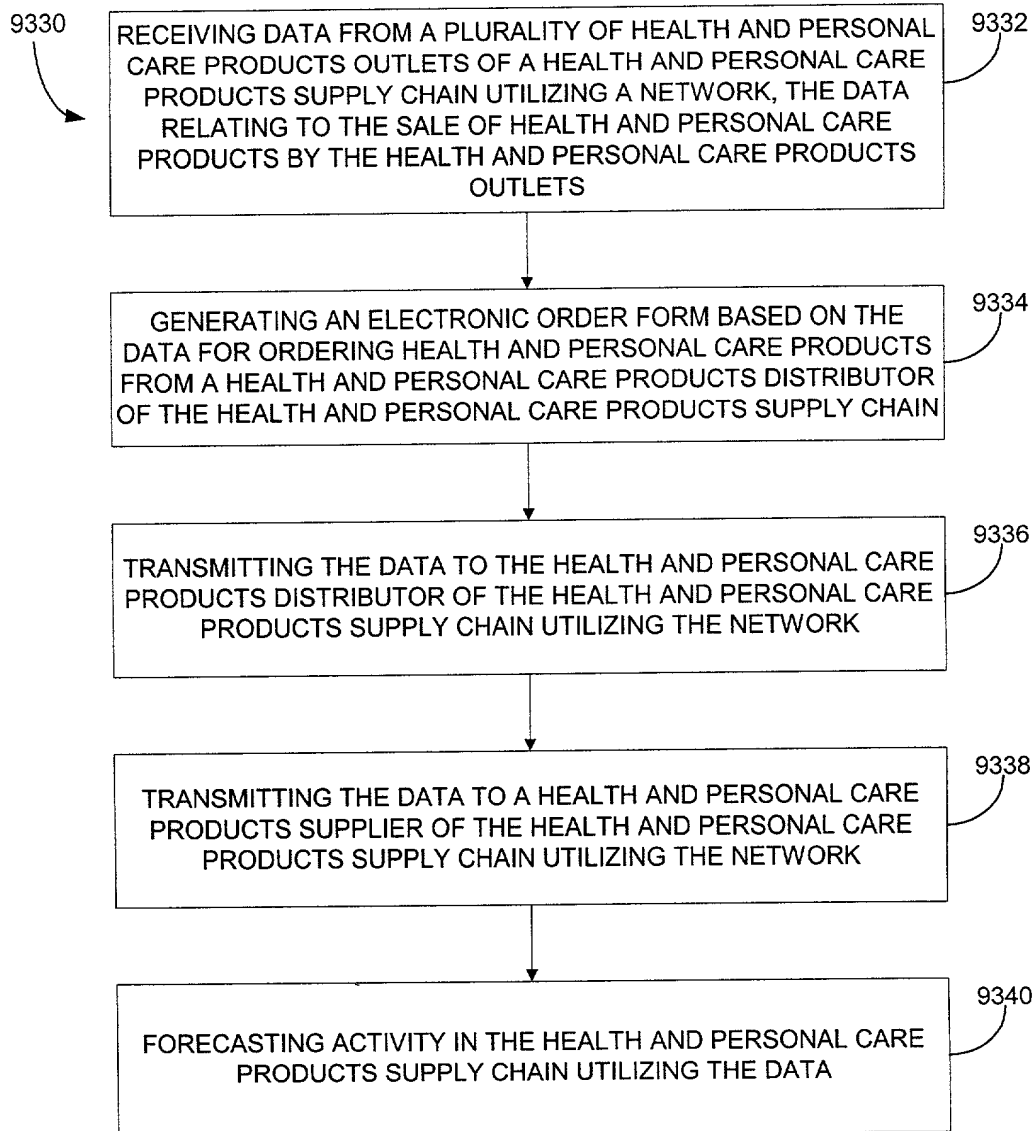 9330
RECEIVING DATA FROM A PLURALITY OF HEALTH AND PERSONAL
CARE PRODUCTS OUTLETS OF A HEALTH AND PERSONAL CARE
PRODUCTS SUPPLY CHAIN UTILIZING A NETWORK, THE DATA
RELATING TO THE SALE OF HEALTH AND PERSONAL CARE
PRODUCTS BY THE HEALTH AND PERSONAL CARE PRODUCTS
OUTLETS
9332
GENERATING AN ELECTRONIC ORDER FORM BASED ON THE
DATA FOR ORDERING HEALTH AND PERSONAL CARE PRODUCTS
FROM A HEALTH AND PERSONAL CARE PRODUCTS DISTRIBUTOR
OF THE HEALTH AND PERSONAL CARE PRODUCTS SUPPLY CHAIN
9334
TRANSMITTING THE DATA TO THE HEALTH AND PERSONAL CARE
PRODUCTS DISTRIBUTOR OF THE HEALTH AND PERSONAL CARE
PRODUCTS SUPPLY CHAIN UTILIZING THE NETWORK
9336
TRANSMITTING THE DATA TO A HEALTH AND PERSONAL CARE
PRODUCTS SUPPLIER OF THE HEALTH AND PERSONAL CARE
PRODUCTS SUPPLY CHAIN UTILIZING THE NETWORK
9338
FORECASTING ACTIVITY IN THE HEALTH AND PERSONAL CARE
PRODUCTS SUPPLY CHAIN UTILIZING THE DATA
9340